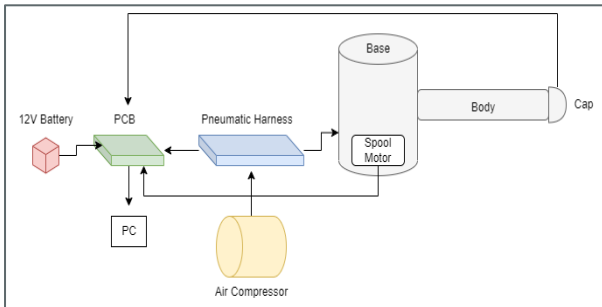 Base
12V Battery
PCB
Pneumatic Harness
Body
Cap
Spool
Motor
PC
Air Compressor